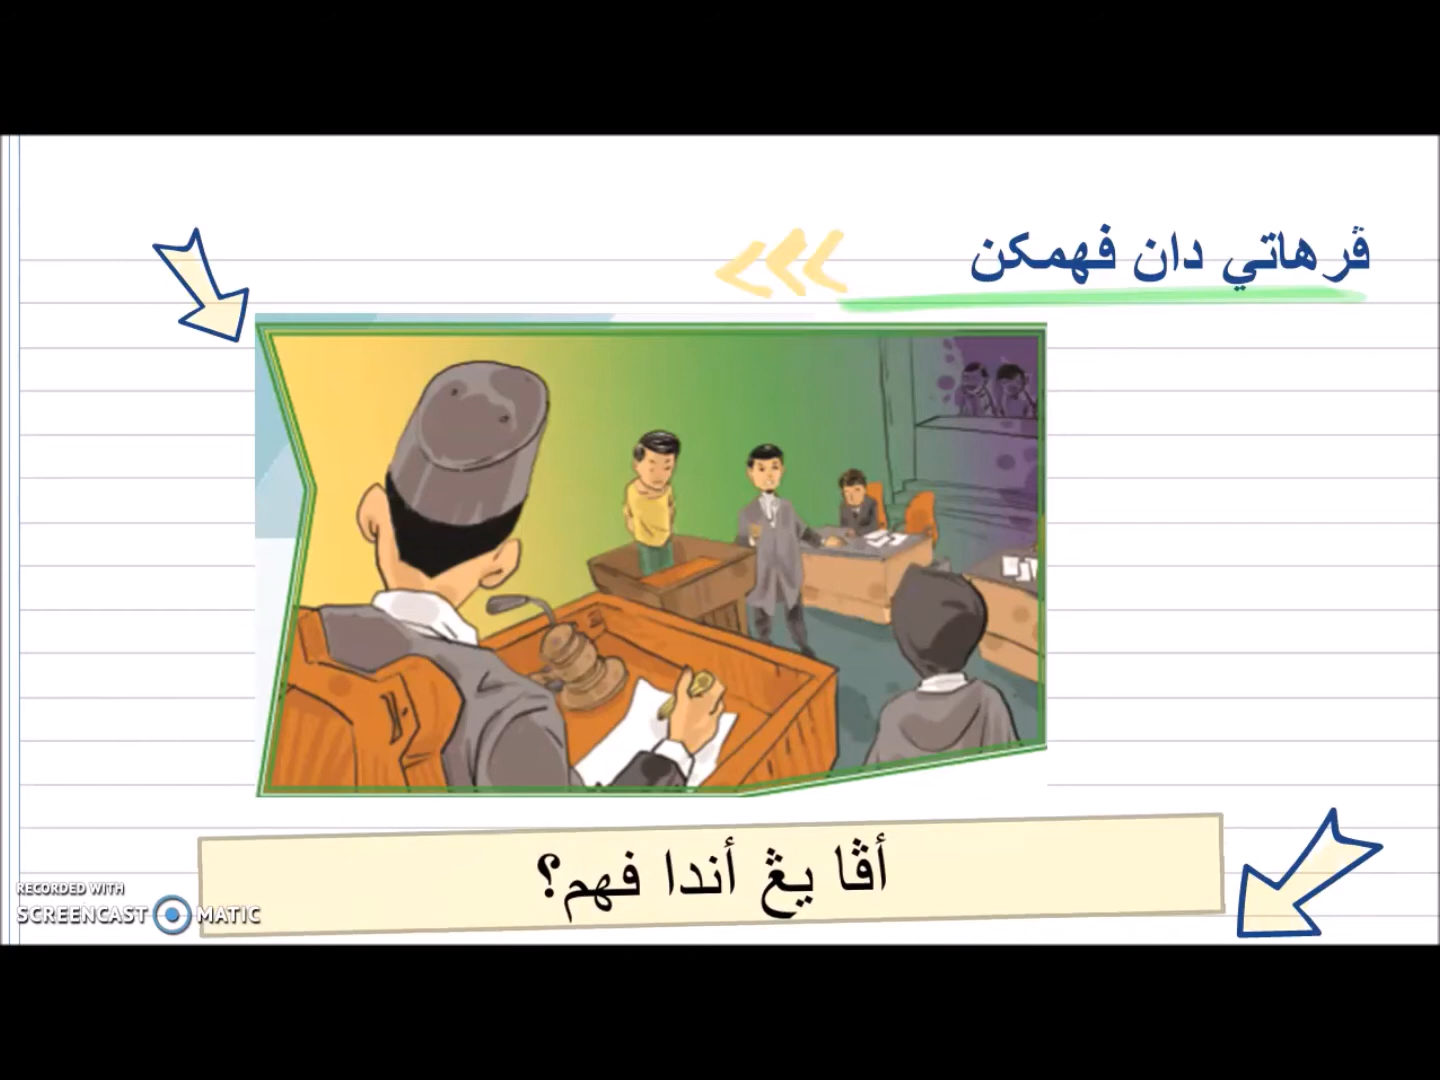 ڤرهاتي دان فهمكن
أڤا يڠ أندا فهم؟
RECORDED WITH
SCREENCAST MATIC